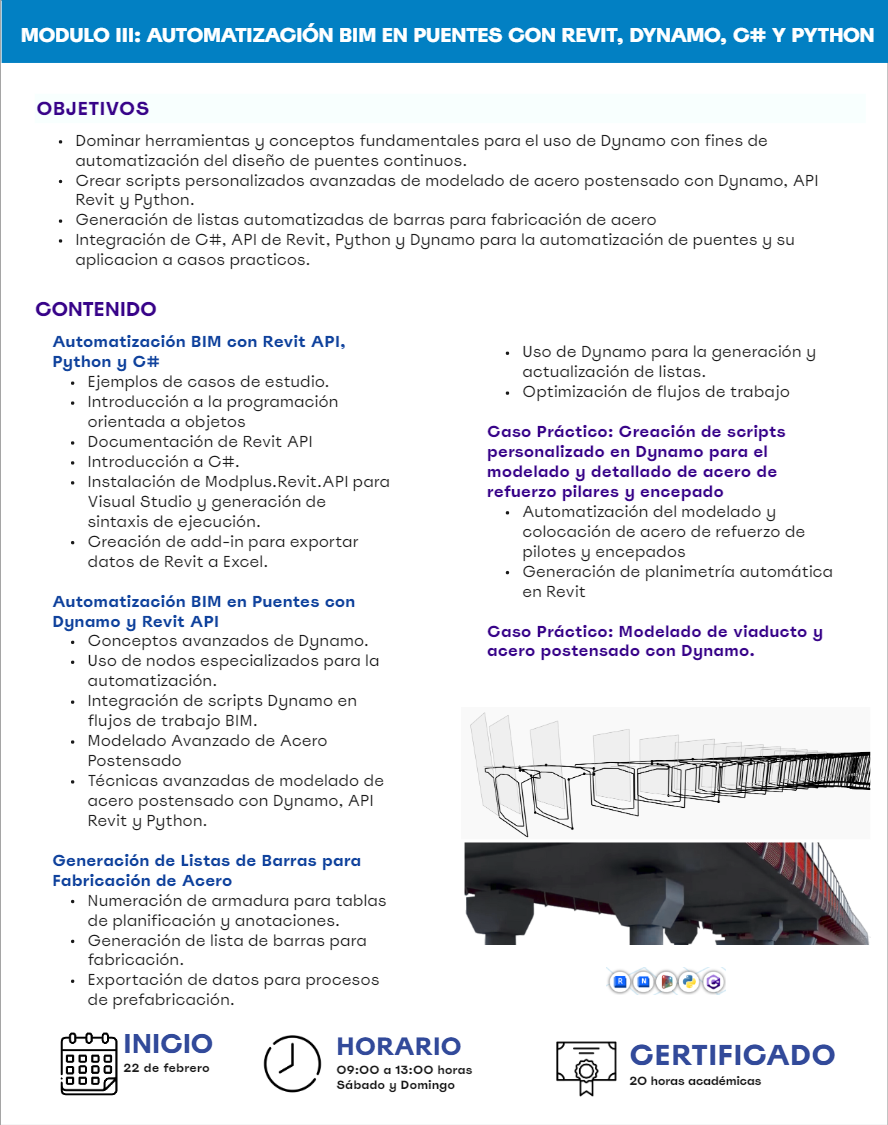 MODULO III: AUTOMATIZACIÓN BIM EN PUENTES CON REVIT, DYNAMO, C# Y PYTHON
OBJETIVOS
• Dominar herramientas y conceptos fundamentales para el uso de Dynamo con fines de
automatización del diseño de puentes continuos.
• Crear scripts personalizados avanzadas de modelado de acero postensado con Dynamo, API
Revit y Python.
• Generación de listas automatizadas de barras para fabricación de acero
• Integración de C#, API de Revit, Python y Dynamo para la automatización de puentes y su
aplicacion a casos practicos.
CONTENIDO
Automatización BIM con Revit API,
Python y C#
• Ejemplos de casos de estudio.
• Introducción a la programación
orientada a objetos
• Documentación de Revit API
• Introducción a C#.
• Instalación de Modplus.Revit.API para
Visual Studio y generación de
sintaxis de ejecución.
• Creación de add-in para exportar
datos de Revit a Excel.
Automatización BIM en Puentes con
Dynamo y Revit API
• Conceptos avanzados de Dynamo.
• Uso de nodos especializados para la
automatización.
• Integración de scripts Dynamo en
flujos de trabajo BIM.
• Modelado Avanzado de Acero
Postensado
• Técnicas avanzadas de modelado de
acero postensado con Dynamo, API
Revit y Python.
Generación de Listas de Barras para
Fabricación de Acero
• Numeración de armadura para tablas
de planificación y anotaciones.
• Generación de lista de barras para
fabricación.
• Exportación de datos para procesos
de prefabricación.
• Uso de Dynamo para la generación y
actualización de listas.
• Optimización de flujos de trabajo
Caso Práctico: Creación de scripts
personalizado en Dynamo para el
modelado y detallado de acero de
refuerzo pilares y encepado
• Automatización del modelado y
colocación de acero de refuerzo de
pilotes y encepados
• Generación de planimetría automática
en Revit
Caso Práctico: Modelado de viaducto y
acero postensado con Dynamo.
R N
INICIO
22 de febrero
HORARIO
09:00 a 13:00 horas
Sábado y Domingo
CERTIFICADO
20 horas académicas